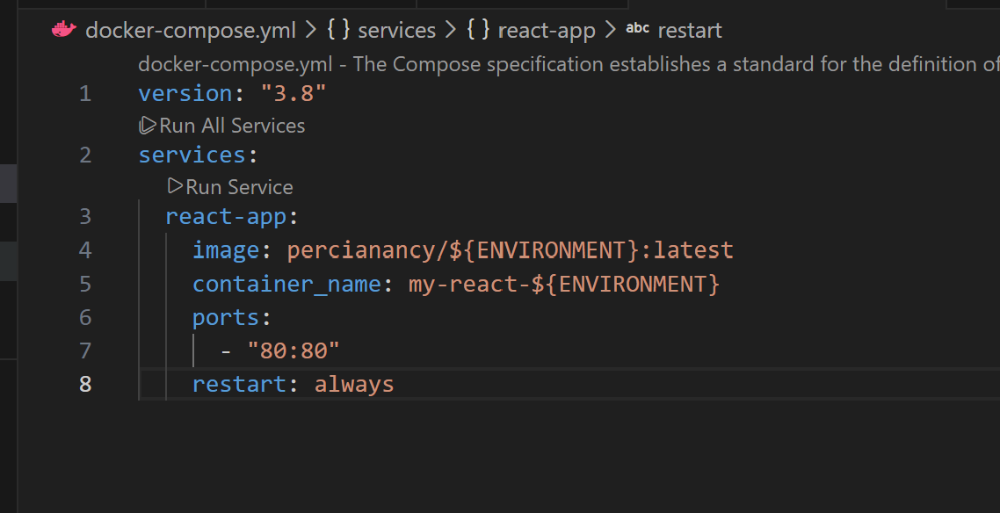 docker-compose.yml > { } services > { } react-app > abc restart
docker-compose.yml - The Compose specification establishes a standard for the definition of
1 version: "3.8"
Run All Services
2 services:
Run Service
3 react-app:
4 image: percianancy/${ENVIRONMENT}:latest
5 container_name: my-react-${ENVIRONMENT}
6 ports:
7 - "80:80"
8 restart: always